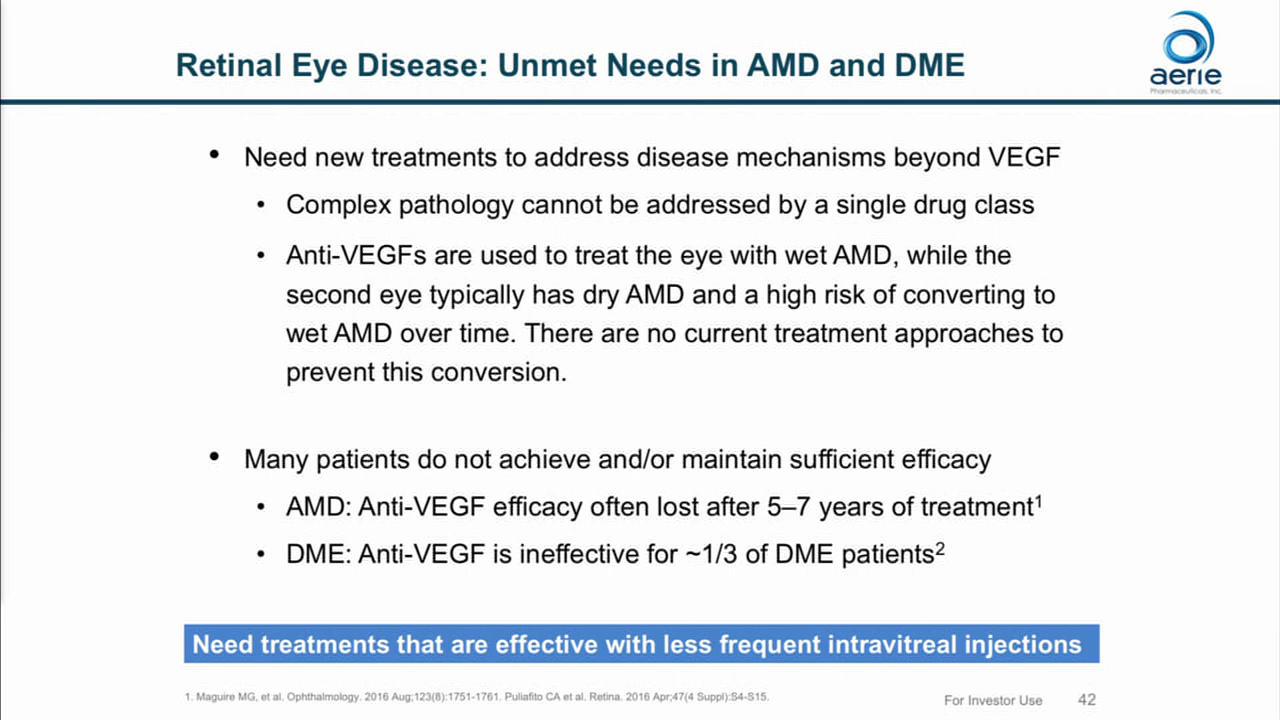 Retinal Eye Disease: Unmet Needs in AMD and DME
aerie
Pharmaceuticals, Inc.
• Need new treatments to address disease mechanisms beyond VEGF
• Complex pathology cannot be addressed by a single drug class
• Anti-VEGFs are used to treat the eye with wet AMD, while the
second eye typically has dry AMD and a high risk of converting to
wet AMD over time. There are no current treatment approaches to
prevent this conversion.
• Many patients do not achieve and/or maintain sufficient efficacy
• AMD: Anti-VEGF efficacy often lost after 5–7 years of treatment¹
• DME: Anti-VEGF is ineffective for ~1/3 of DME patients²
Need treatments that are effective with less frequent intravitreal injections
1. Maguire MG, et al. Ophthalmology. 2016 Aug;123(8):1751-1761. Puliafito CA et al. Retina. 2016 Apr;47(4 Suppl):S4-S15.
For Investor Use 42